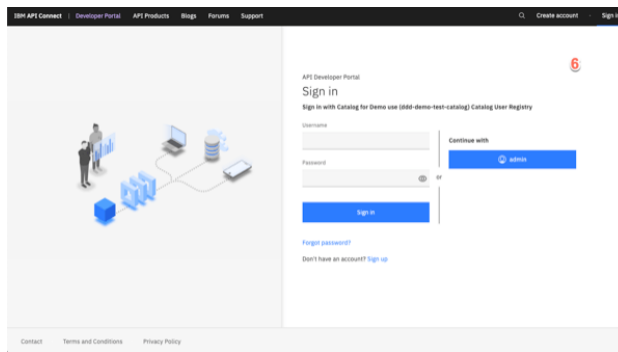 IBM API Connect | Developer Portal API Products Blogs Forums Support Create account Sign i
6
API Developer Portal
Sign in
Sign in with Catalog for Demo use (ddd-demo-test-catalog) Catalog User Registry
Username
Continue with
admin
Password
or
Sign in
Forgot password?
Don't have an account? Sign up
Contact Terms and Conditions Privacy Policy